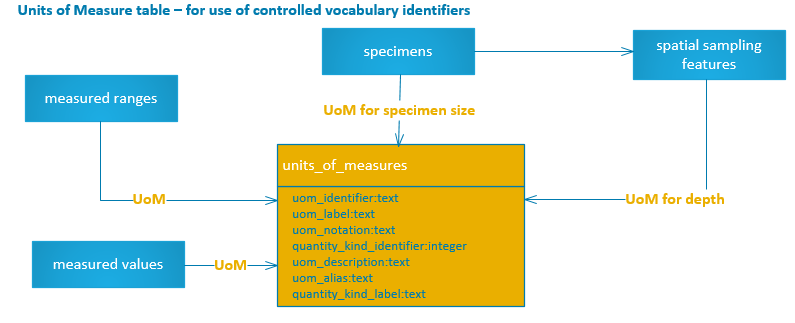 Units of Measure table – for use of controlled vocabulary identifiers
specimens
spatial sampling
features
measured ranges
UoM for specimen size
units_of_measures
UoM
UoM for depth
uom_identifier:text
uom_label:text
uom_notation:text
quantity_kind_identifier:integer
uom_description:text
uom_alias:text
quantity_kind_label:text
measured values
UoM